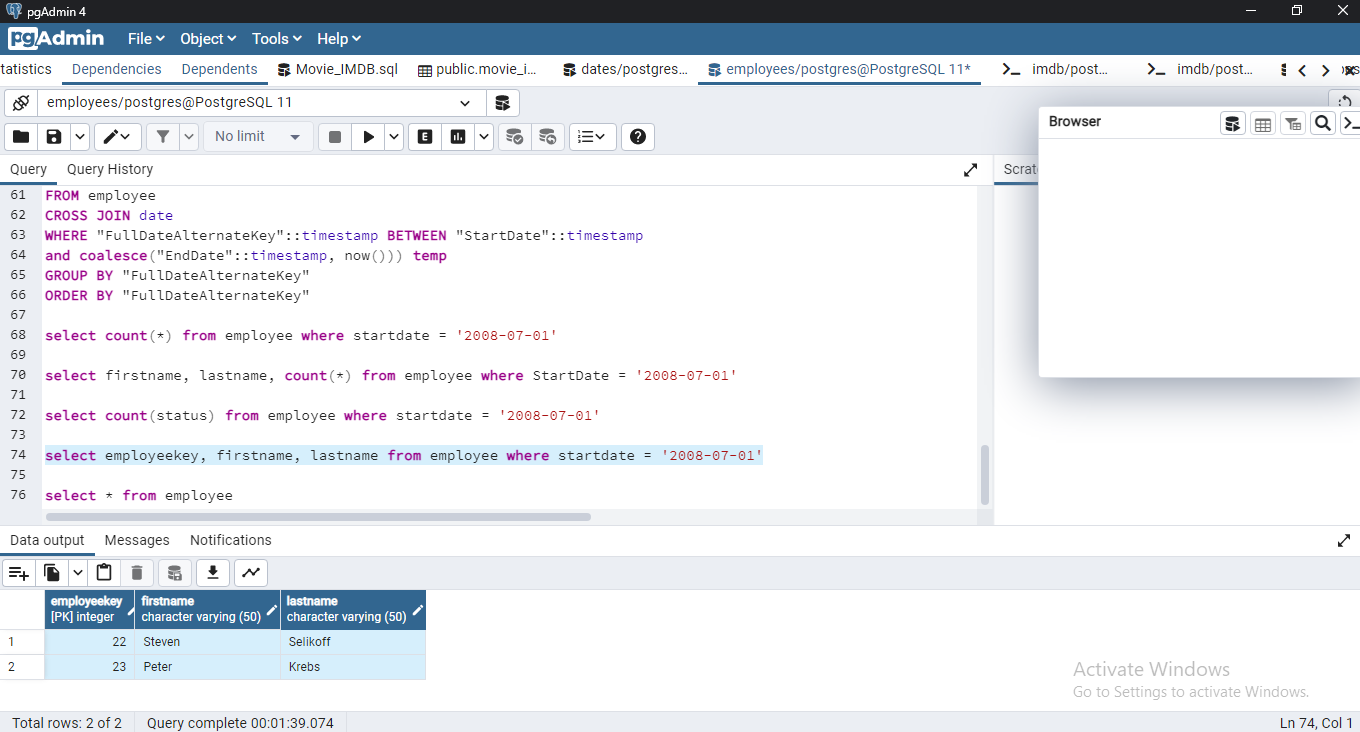 pgAdmin 4
pgAdmin File Object Tools Help
tatistics Dependencies Dependents Movie_IMDB.sql public.movie_i... dates/postgres... employees/postgres@PostgreSQL 11* imdb/post... imdb/post...
employees/postgres@PostgreSQL 11
No limit E
Browser
Query Query History
Scrat
61 FROM employee
62 CROSS JOIN date
63 WHERE "FullDateAlternateKey"::timestamp BETWEEN "StartDate"::timestamp
64 and coalesce("EndDate"::timestamp, now())) temp
65 GROUP BY "FullDateAlternateKey"
66 ORDER BY "FullDateAlternateKey"
67
68 select count(*) from employee where startdate = '2008-07-01'
69
70 select firstname, lastname, count(*) from employee where StartDate = '2008-07-01'
71
72 select count(status) from employee where startdate = '2008-07-01'
73
74 select employeekey, firstname, lastname from employee where startdate = '2008-07-01'
75
76 select * from employee
Data output Messages Notifications
employeekey firstname lastname
[PK] integer character varying (50) character varying (50)
1 22 Steven Selikoff
2 23 Peter Krebs
Activate Windows
Go to Settings to activate Windows.
Total rows: 2 of 2 Query complete 00:01:39.074 Ln 74, Col 1